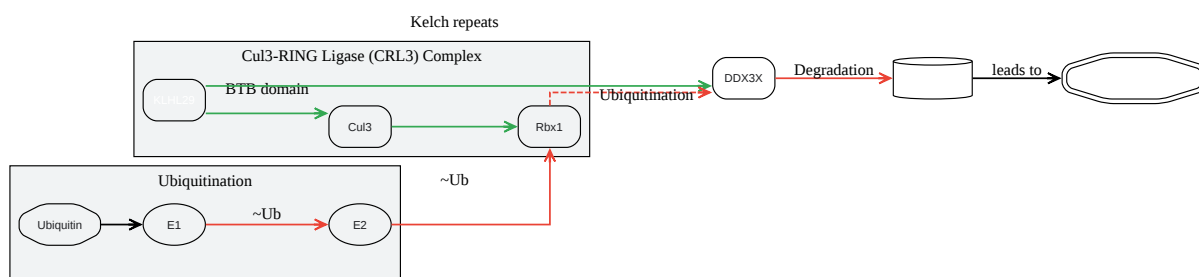 Kelch repeats
Cul3-RING Ligase (CRL3) Complex
KLHL29
BTB domain
Cul3
Rbx1
Ubiquitination
DDX3X
Degradation
leads to
Ubiquitination
~Ub
Ubiquitin
E1
~Ub
E2